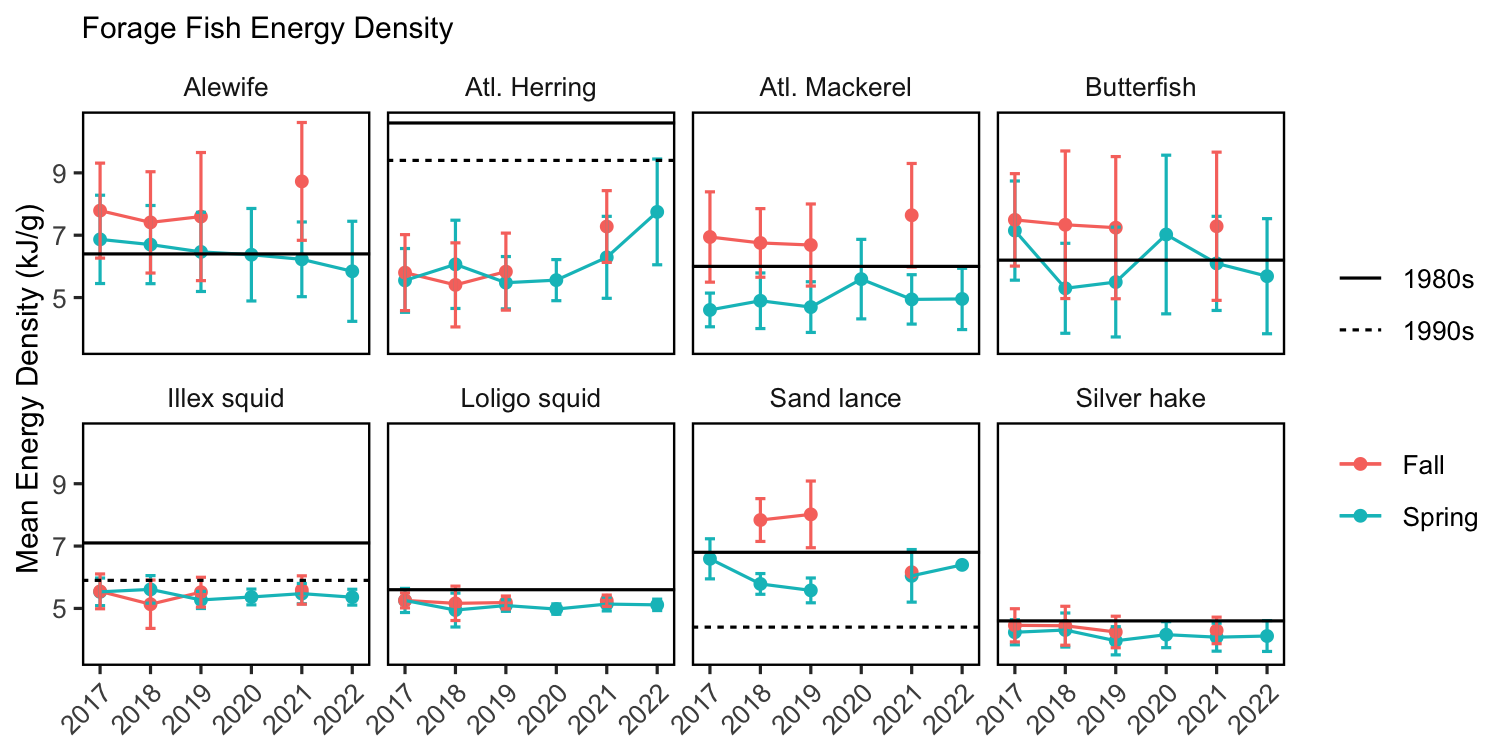 Forage Fish Energy Density
Alewife
Atl. Herring
Atl. Mackerel
Butterfish
9
7
5
Mean Energy Density (kJ/g)
1980s
1990s
Illex squid
Loligo squid
Sand lance
Silver hake
9
7
5
Fall
Spring
2017 2018 2019 2020 2021 2022
2017 2018 2019 2020 2021 2022
2017 2018 2019 2020 2021 2022
2017 2018 2019 2020 2021 2022